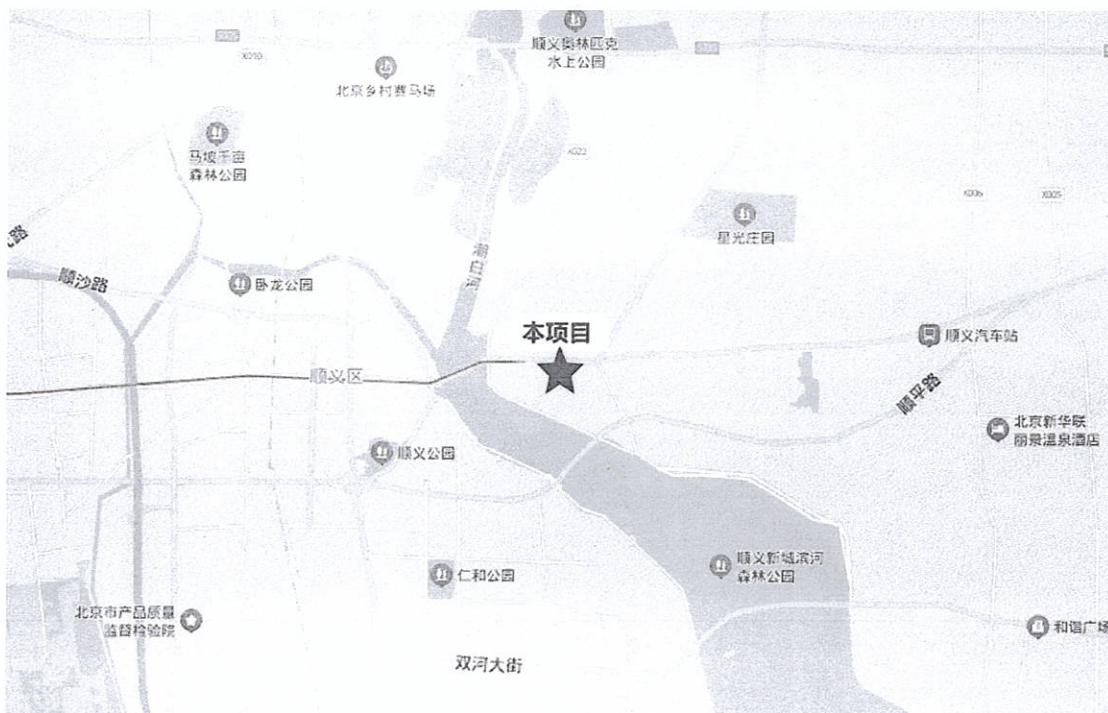 顺义奥林匹克
水上公园
X010
北京乡村赛马场
马坡千亩
森林公园
X022
X006
X005
星光庄园
潮白河
顺沙路
卧龙公园
本项目
顺义汽车站
顺义区
顺平路
北京新华联
丽景温泉酒店
顺义公园
顺义新城滨河
森林公园
仁和公园
北京市产品质量
监督检验院
和谐广场
双河大街